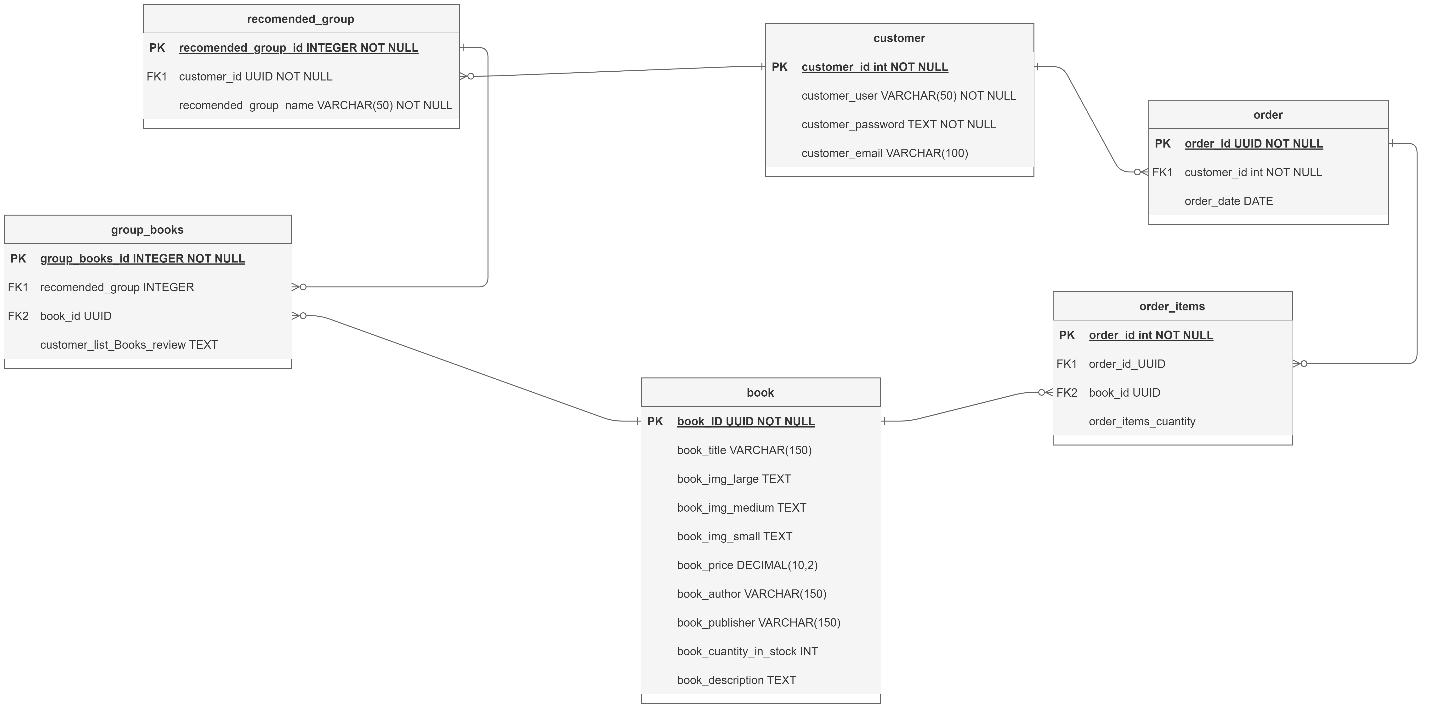 recomended_group
PK recomended_group_id INTEGER NOT NULL
FK1 customer_id UUID NOT NULL
recomended_group_name VARCHAR(50) NOT NULL
customer
PK customer_id int NOT NULL
customer_user VARCHAR(50) NOT NULL
customer_password TEXT NOT NULL
customer_email VARCHAR(100)
order
PK order_id UUID NOT NULL
FK1 customer_id int NOT NULL
order_date DATE
group_books
PK group_books_id INTEGER NOT NULL
FK1 recomended_group INTEGER
FK2 book_id UUID
customer_list_Books_review TEXT
order_items
PK order_id int NOT NULL
FK1 order_id_UUID
FK2 book_id UUID
order_items_cuantity
book
PK book_ID UUID NOT NULL
book_title VARCHAR(150)
book_img_large TEXT
book_img_medium TEXT
book_img_small TEXT
book_price DECIMAL(10,2)
book_author VARCHAR(150)
book_publisher VARCHAR(150)
book_cuantity_in_stock INT
book_description TEXT